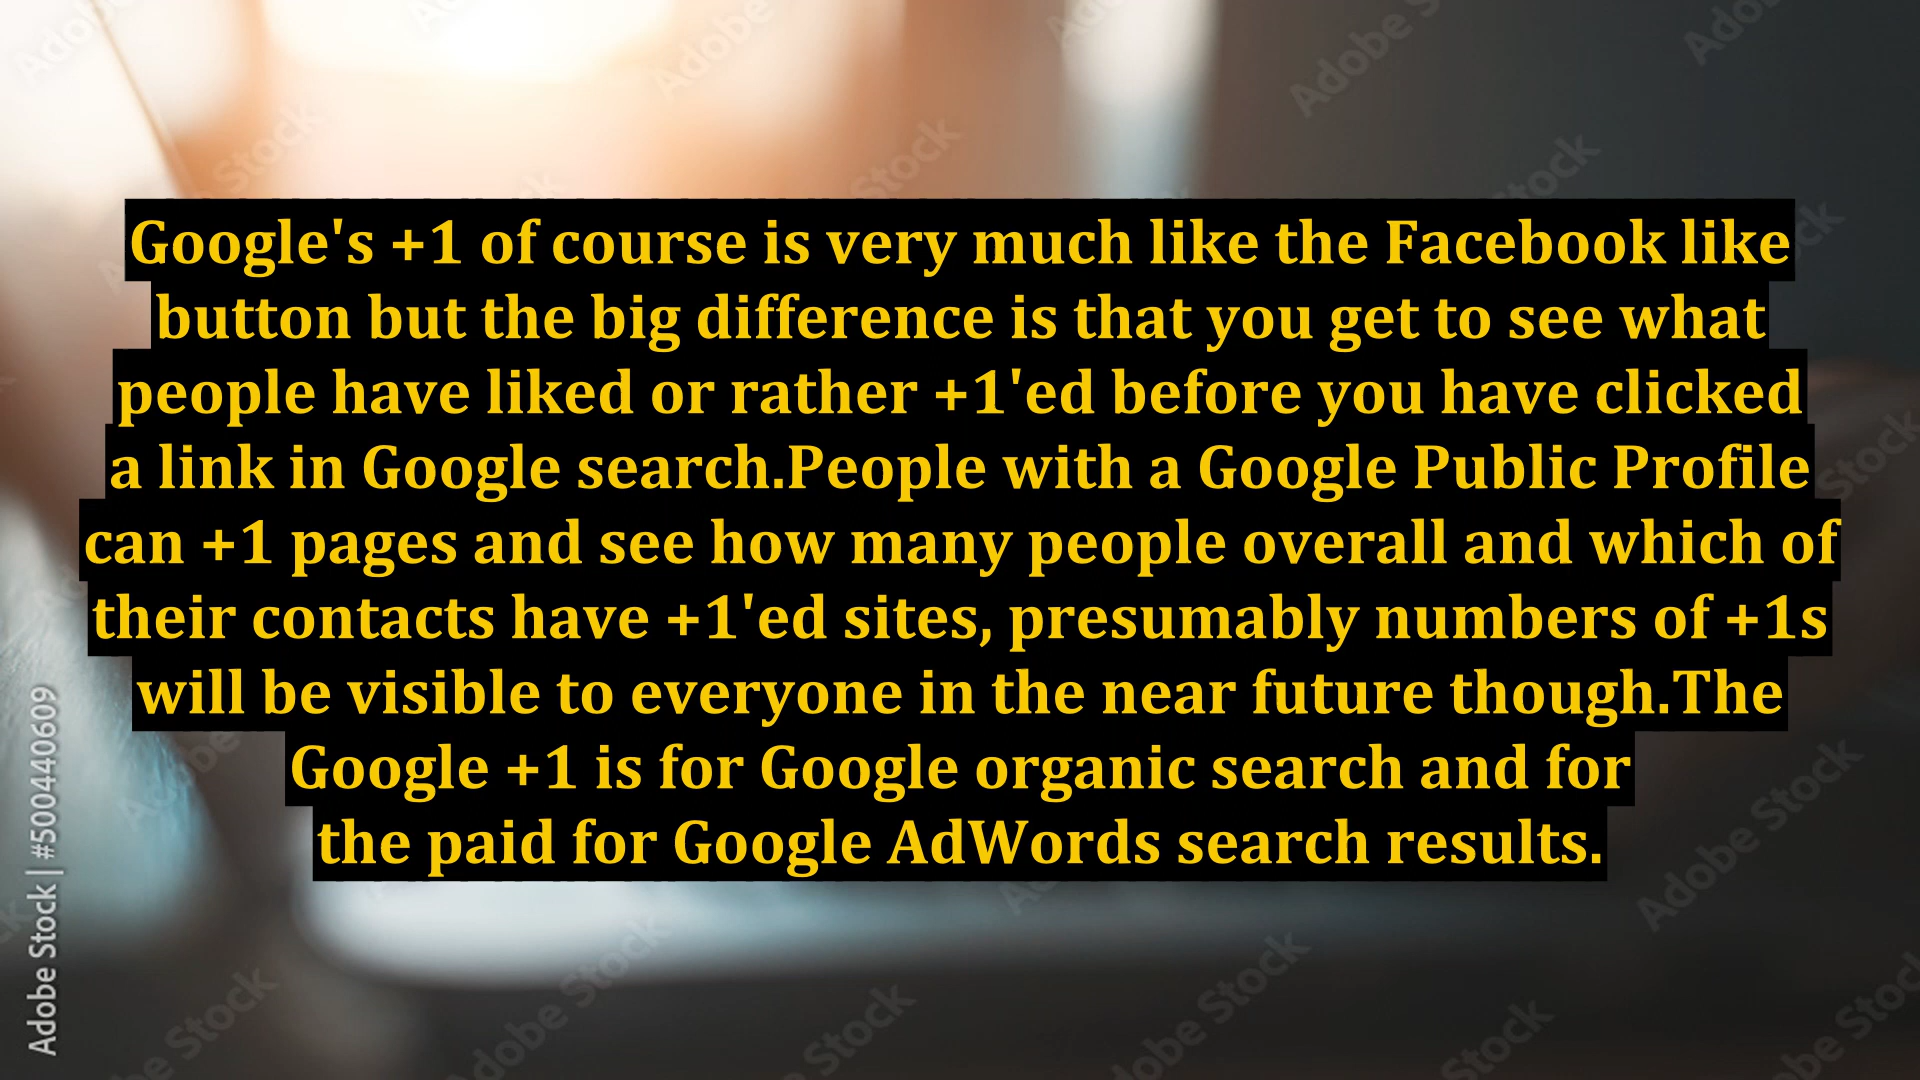 Google's +1 of course is very much like the Facebook like
button but the big difference is that you get to see what
people have liked or rather +1'ed before you have clicked
a link in Google search.People with a Google Public Profile
can +1 pages and see how many people overall and which of
their contacts have +1'ed sites, presumably numbers of +1s
will be visible to everyone in the near future though.The
Google +1 is for Google organic search and for
the paid for Google AdWords search results.
Adobe Stock | #500440609